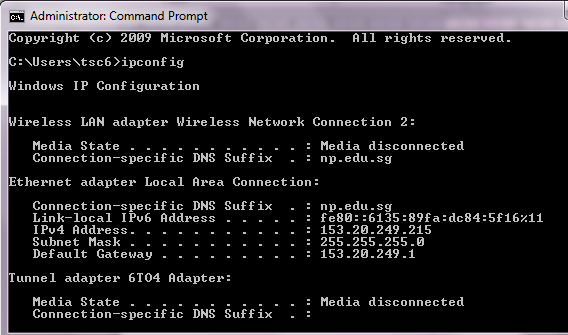 Administrator: Command Prompt
Copyright (c) 2009 Microsoft Corporation.  All rights reserved.
C:\Users\tsc6>ipconfig
Windows IP Configuration
Wireless LAN adapter Wireless Network Connection 2:
   Media State . . . . . . . . . . . : Media disconnected
   Connection-specific DNS Suffix  . : np.edu.sg
Ethernet adapter Local Area Connection:
   Connection-specific DNS Suffix  . : np.edu.sg
   Link-local IPv6 Address . . . . . : fe80::6135:89fa:dc84:5f16%11
   IPv4 Address. . . . . . . . . . . : 153.20.249.215
   Subnet Mask . . . . . . . . . . . : 255.255.255.0
   Default Gateway . . . . . . . . . : 153.20.249.1
Tunnel adapter 6TO4 Adapter:
   Media State . . . . . . . . . . . : Media disconnected
   Connection-specific DNS Suffix  . :